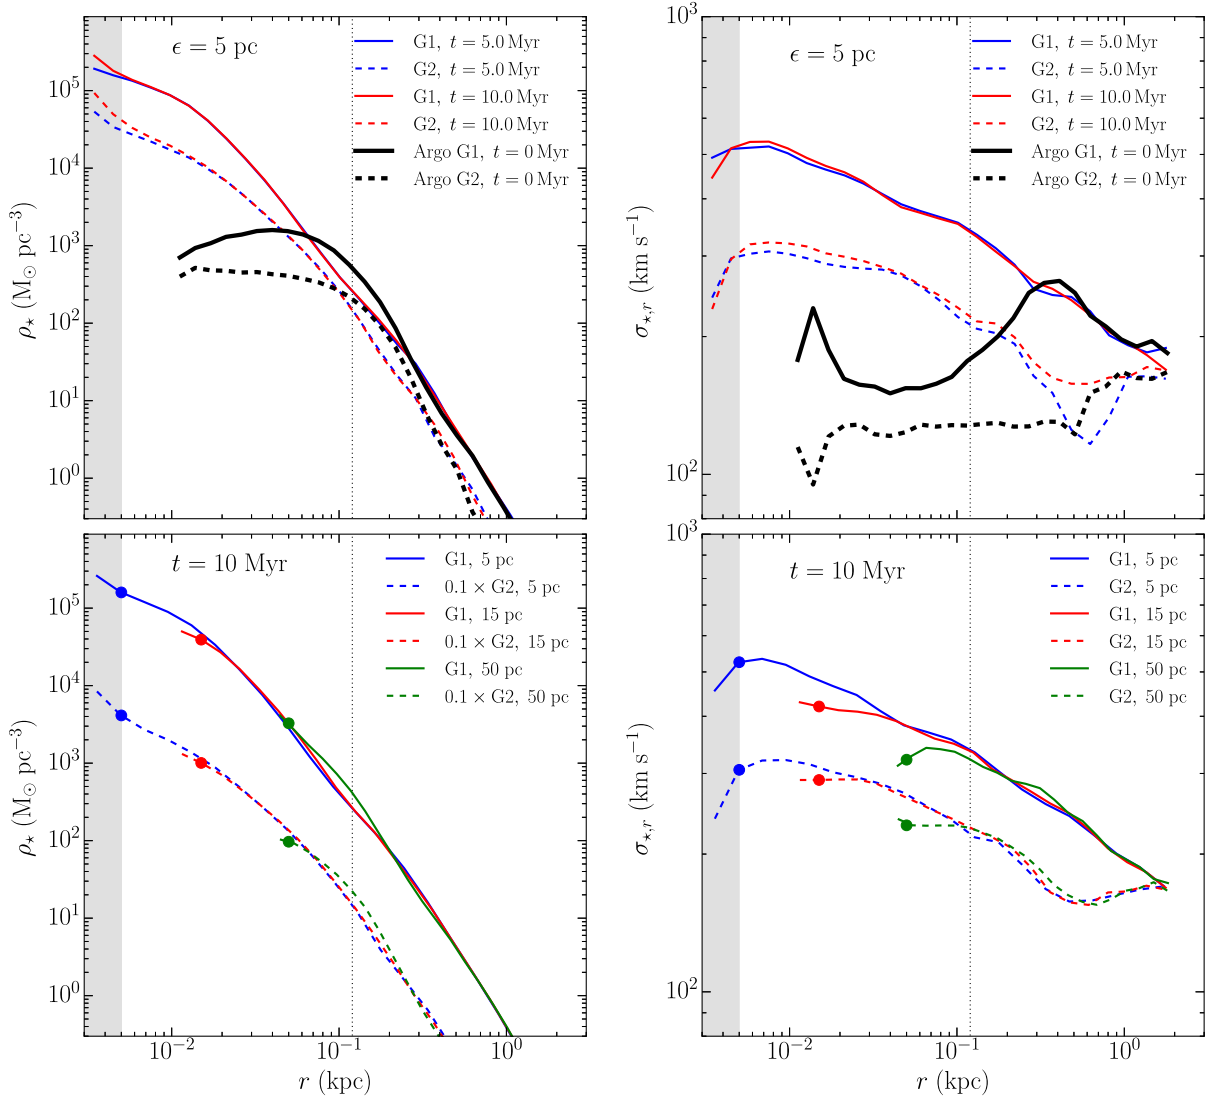 ϵ = 5 pc
G1, t = 5.0 Myr
G2, t = 5.0 Myr
G1, t = 10.0 Myr
G2, t = 10.0 Myr
Argo G1, t = 0 Myr
Argo G2, t = 0 Myr
10⁵
10⁴
10³
10²
10¹
10⁰
ρ⋆ (M⊙ pc⁻³)
ϵ = 5 pc
G1, t = 5.0 Myr
G2, t = 5.0 Myr
G1, t = 10.0 Myr
G2, t = 10.0 Myr
Argo G1, t = 0 Myr
Argo G2, t = 0 Myr
10³
10²
σ⋆,r (km s⁻¹)
t = 10 Myr
G1, 5 pc
0.1 × G2, 5 pc
G1, 15 pc
0.1 × G2, 15 pc
G1, 50 pc
0.1 × G2, 50 pc
10⁵
10⁴
10³
10²
10¹
10⁰
ρ⋆ (M⊙ pc⁻³)
10⁻² 10⁻¹ 10⁰
r (kpc)
t = 10 Myr
G1, 5 pc
G2, 5 pc
G1, 15 pc
G2, 15 pc
G1, 50 pc
G2, 50 pc
10³
10²
σ⋆,r (km s⁻¹)
10⁻² 10⁻¹ 10⁰
r (kpc)